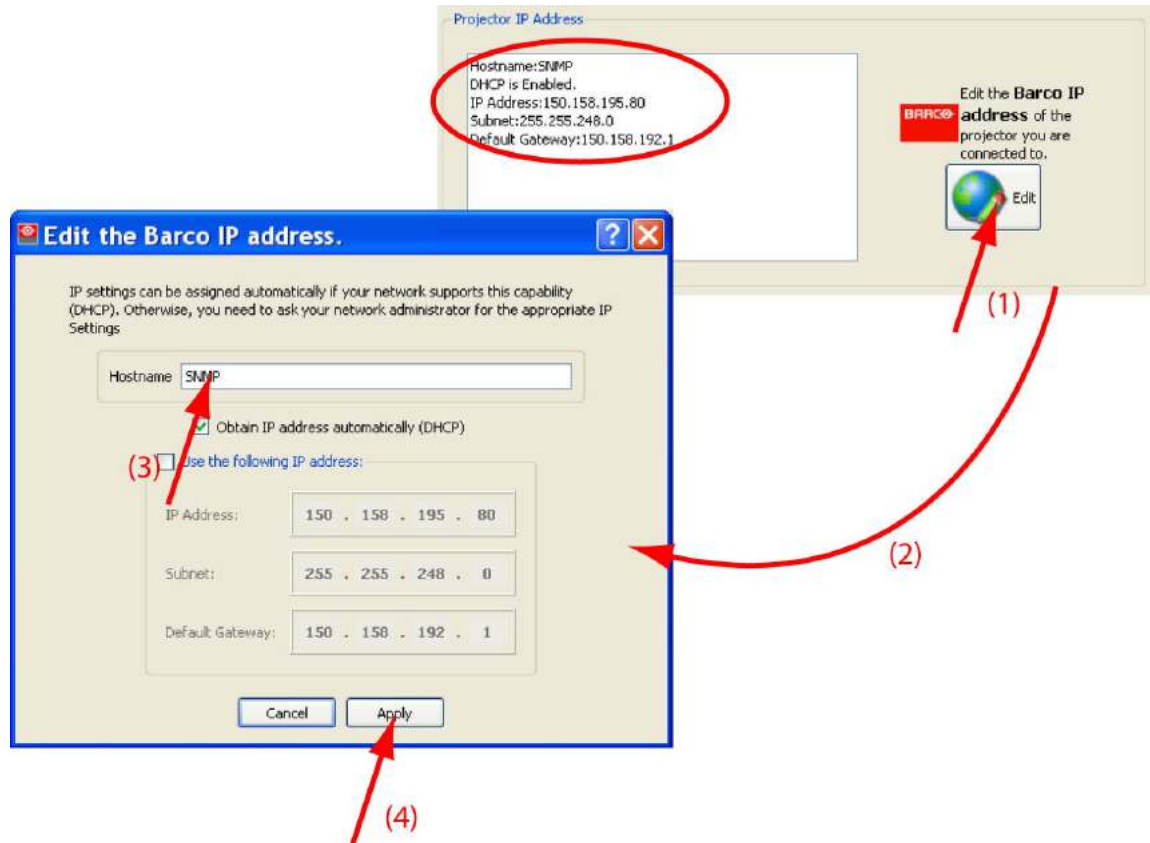 Projector IP Address
Hostname:SNMP
DHCP is Enabled.
IP Address:150.158.195.80
Subnet:255.255.248.0
Default Gateway:150.158.192.1
BARCO
Edit the Barco IP
address of the
projector you are
connected to.
Edit
(1)
Edit the Barco IP address.
?
IP settings can be assigned automatically if your network supports this capability
(DHCP). Otherwise, you need to ask your network administrator for the appropriate IP
Settings
Hostname SNMP
Obtain IP address automatically (DHCP)
(3)
Use the following IP address:
IP Address: 150 . 158 . 195 . 80
(2)
Subnet: 255 . 255 . 248 . 0
Default Gateway: 150 . 158 . 192 . 1
Cancel Apply
(4)